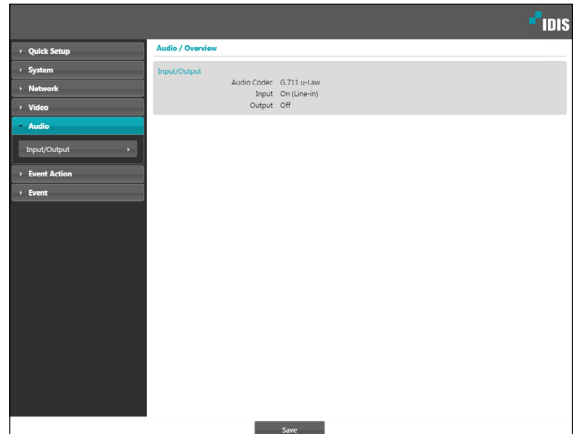 IDIS
Quick Setup
System
Network
Video
Audio
Input/Output
Event Action
Event
Audio / Overview
Input/Output
Audio Codec G.711 u-Law
Input On (Line-in)
Output Off
Save